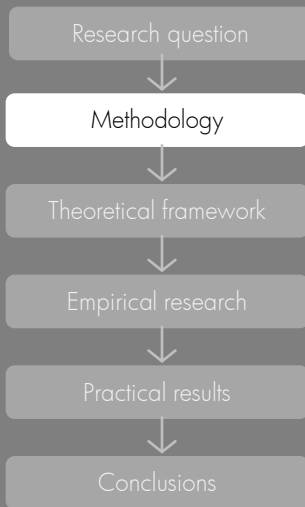 Research question
Methodology
Theoretical framework
Empirical research
Practical results
Conclusions